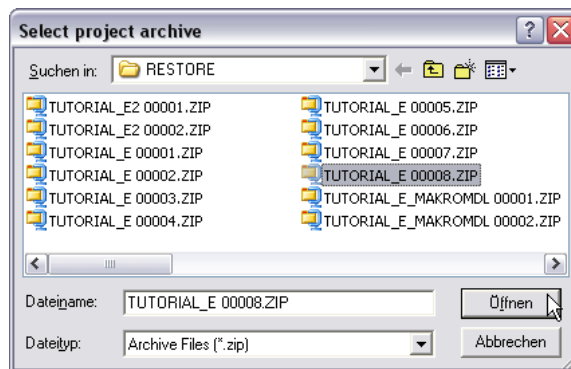 Select project archive
Suchen in: RESTORE
TUTORIAL_E2 00001.ZIP
TUTORIAL_E2 00002.ZIP
TUTORIAL_E 00001.ZIP
TUTORIAL_E 00002.ZIP
TUTORIAL_E 00003.ZIP
TUTORIAL_E 00004.ZIP
TUTORIAL_E 00005.ZIP
TUTORIAL_E 00006.ZIP
TUTORIAL_E 00007.ZIP
TUTORIAL_E 00008.ZIP
TUTORIAL_E_MAKROMDL 00001.ZIP
TUTORIAL_E_MAKROMDL 00002.ZIP
Dateiname: TUTORIAL_E 00008.ZIP Öffnen
Dateityp: Archive Files (*.zip) Abbrechen